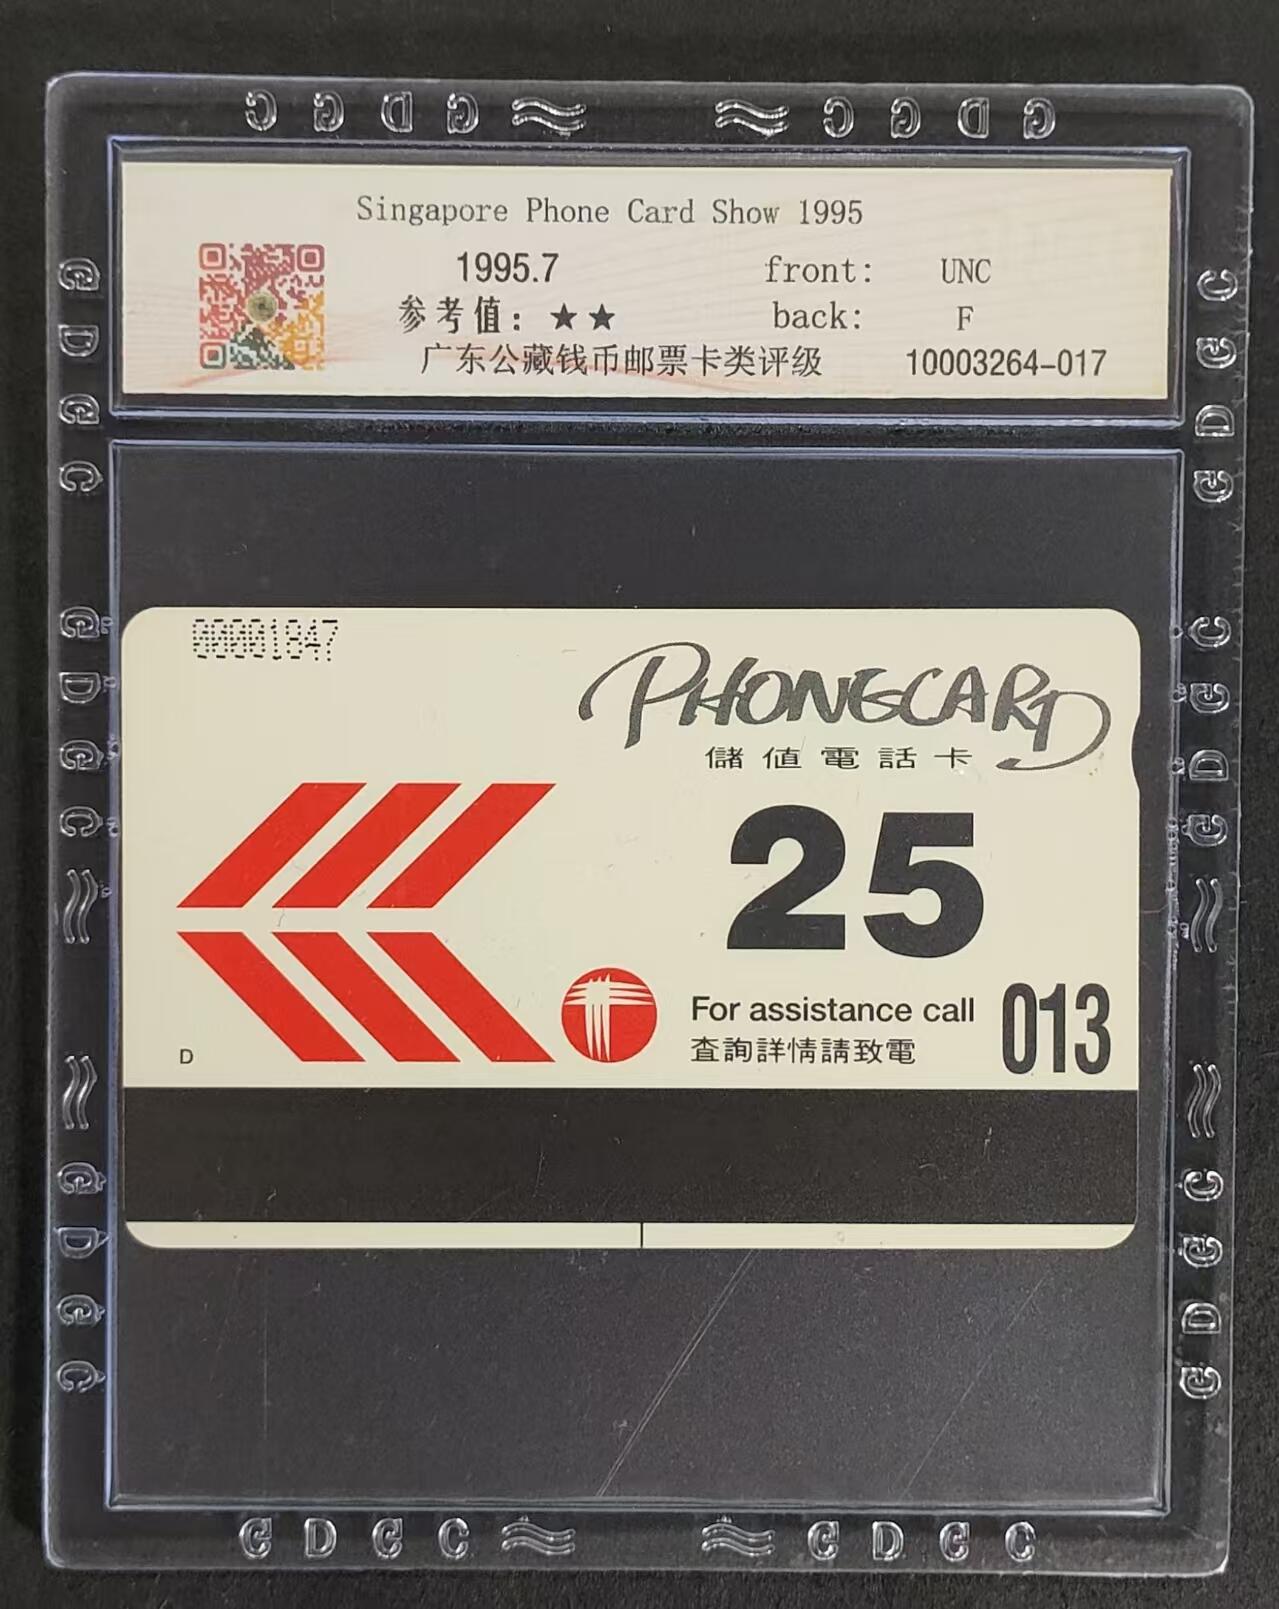 G D G C
C G D G
Singapore Phone Card Show 1995
1995.7
front: UNC
参考值：★★
back: F
广东公藏钱币邮票卡类评级
10003264-017
00001847
PHONECARD
儲值電話卡
25
For assistance call 013
查詢詳情請致電
D
G D G C
G D G C